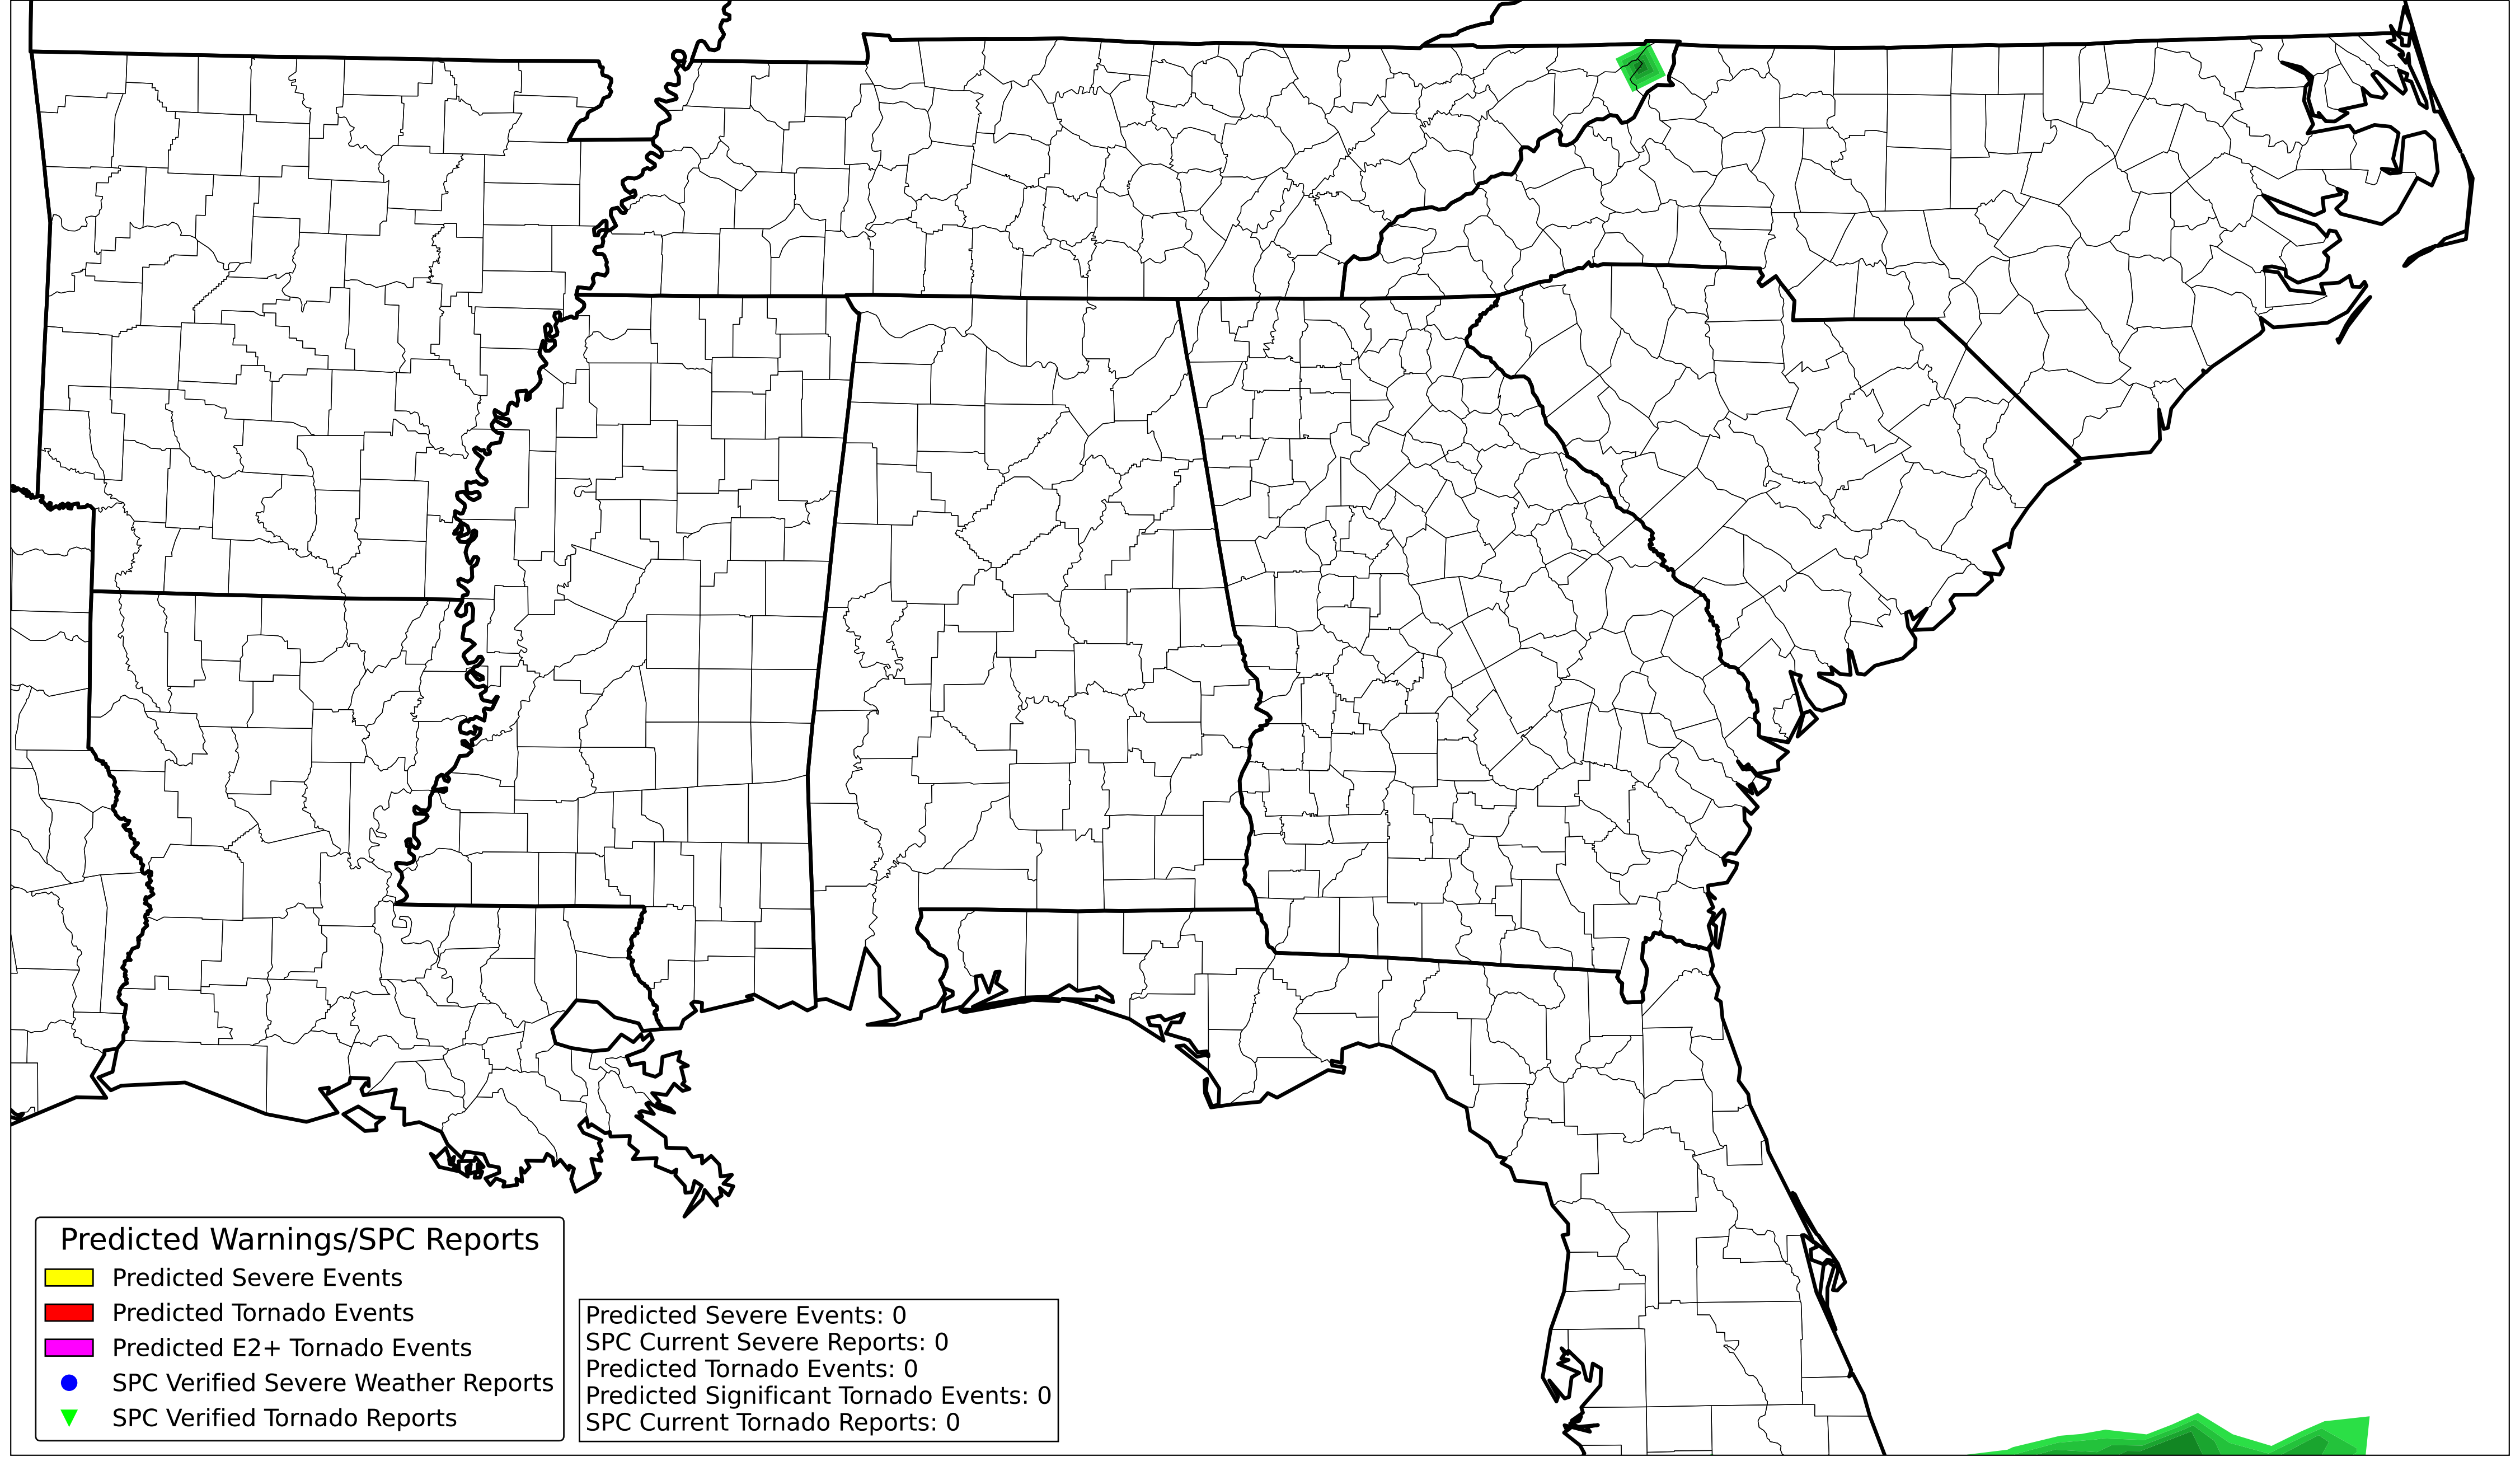 Predicted Warnings/SPC Reports
Predicted Severe Events
Predicted Tornado Events
Predicted E2+ Tornado Events
SPC Verified Severe Weather Reports
SPC Verified Tornado Reports
Predicted Severe Events: 0
SPC Current Severe Reports: 0
Predicted Tornado Events: 0
Predicted Significant Tornado Events: 0
SPC Current Tornado Reports: 0